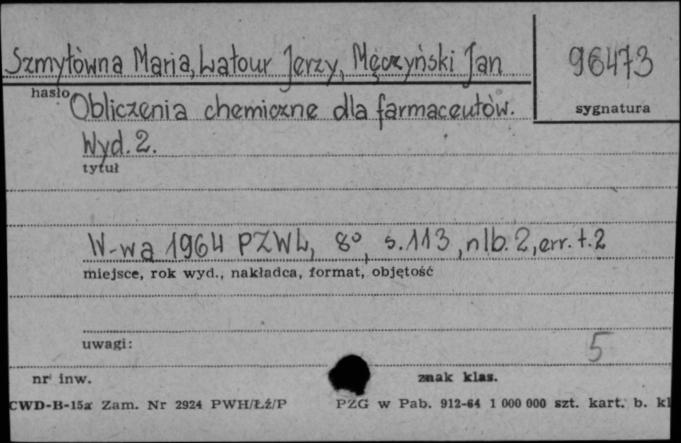 Szmytówna Maria, Latour Jerzy, Męczyński Jan
96473
hasło
sygnatura
Obliczenia chemiczne dla farmaceutów.
Wyd. 2.
tytuł
W-wa 1964 PZWL, 8° s. 113, nlb. 2, err. t. 2
miejsce, rok wyd., nakładca, format, objętość
uwagi:
5
nr inw.
znak klas.
CWD-B-15a Zam. Nr 2924 PWH/Łź/P PZG w Pab. 912-64 1 000 000 szt. kart. b. kl